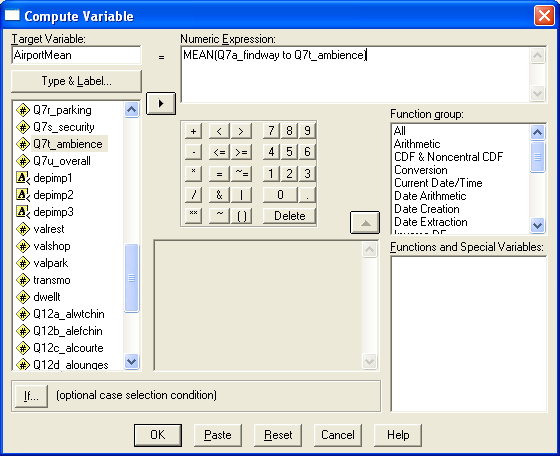 Compute Variable
Target Variable:
AirportMean
Type & Label...
=
Numeric Expression:
MEAN(Q7a_findway to Q7t_ambience)
Q7r_parking
Q7s_security
Q7t_ambience
Q7u_overall
depimp1
depimp2
depimp3
valrest
valshop
valpark
transmo
dwellt
Q12a_alwtchin
Q12b_alefchin
Q12c_alcourte
Q12d_alounges
+ < > 7 8 9
- <= >= 4 5 6
* = ~= 1 2 3
/ & | 0 .
** ~ () Delete
Function group:
All
Arithmetic
CDF & Noncentral CDF
Conversion
Current Date/Time
Date Arithmetic
Date Creation
Date Extraction
Inverse DF
Functions and Special Variables:
If... (optional case selection condition)
OK Paste Reset Cancel Help